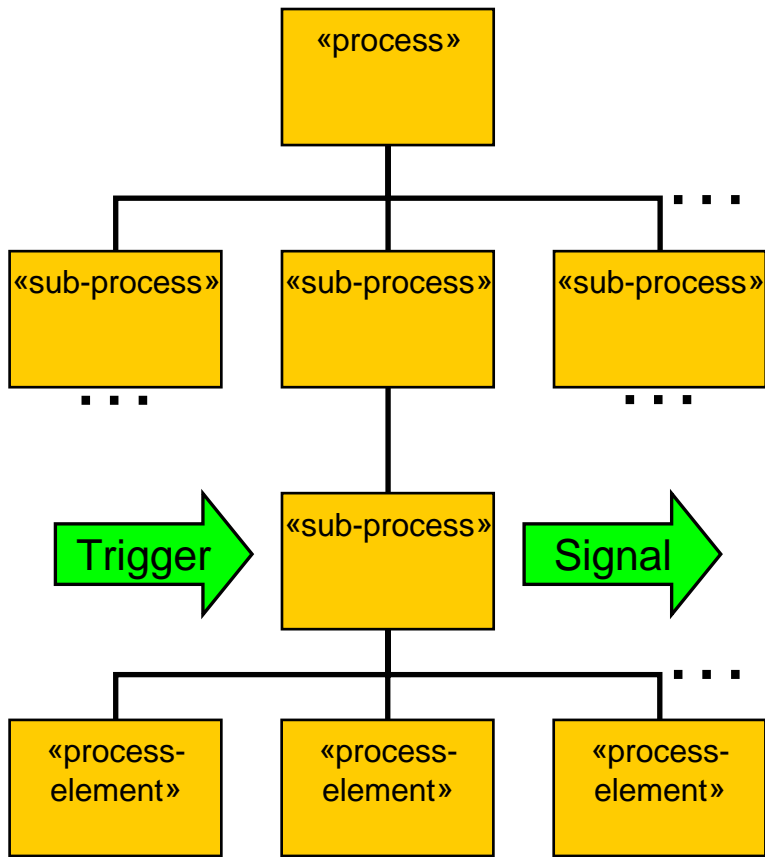 «process»
«sub-process»
«sub-process»
«sub-process»
Trigger
«sub-process»
Signal
«process-
element»
«process-
element»
«process-
element»